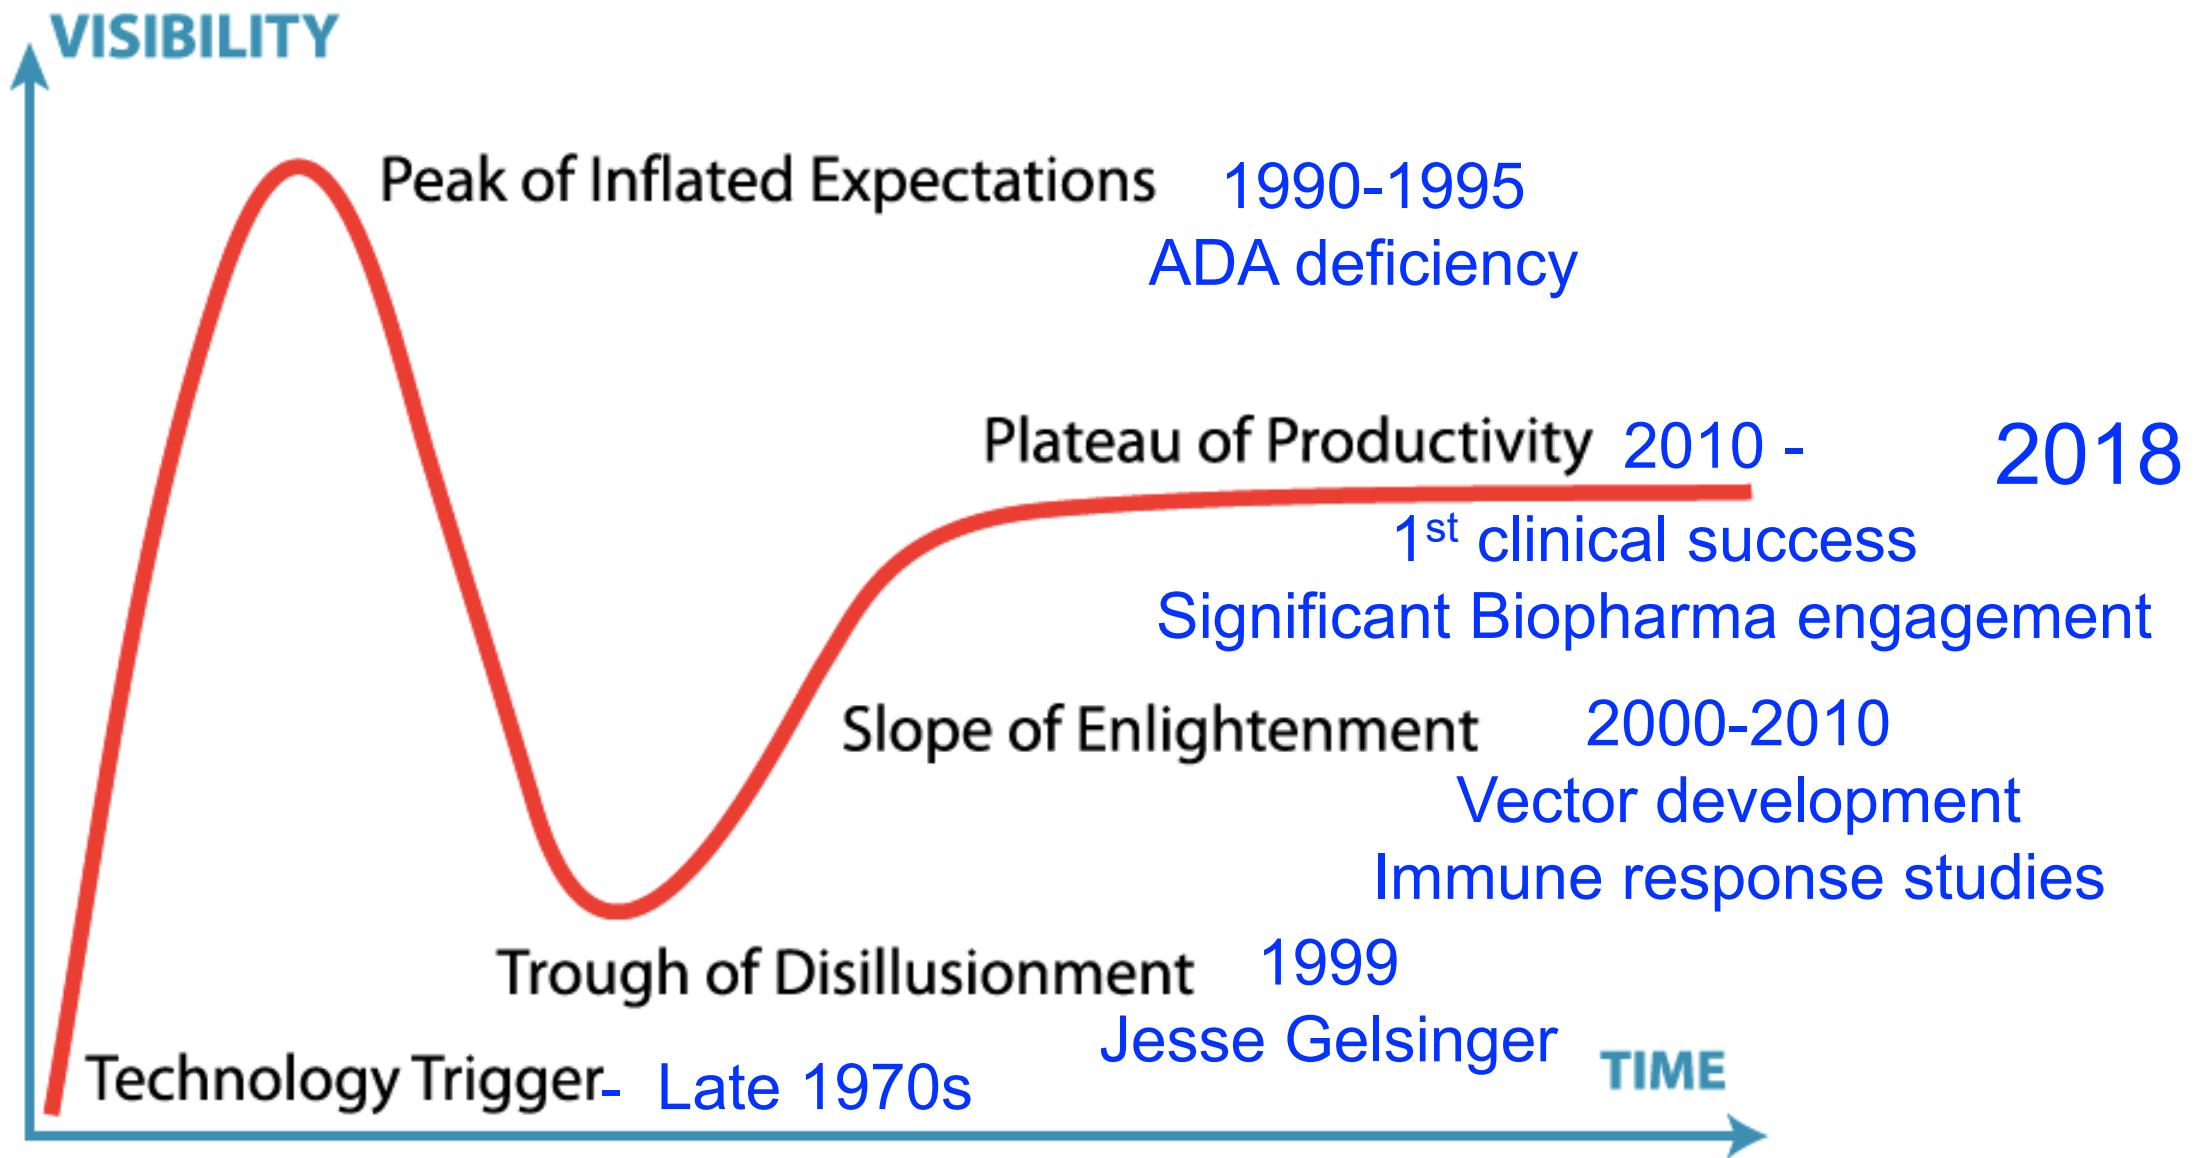 VISIBILITY
Peak of Inflated Expectations 1990-1995
ADA deficiency
Plateau of Productivity 2010 - 2018
1st clinical success
Significant Biopharma engagement
Slope of Enlightenment 2000-2010
Vector development
Immune response studies
Trough of Disillusionment 1999
Jesse Gelsinger
Technology Trigger - Late 1970s
TIME